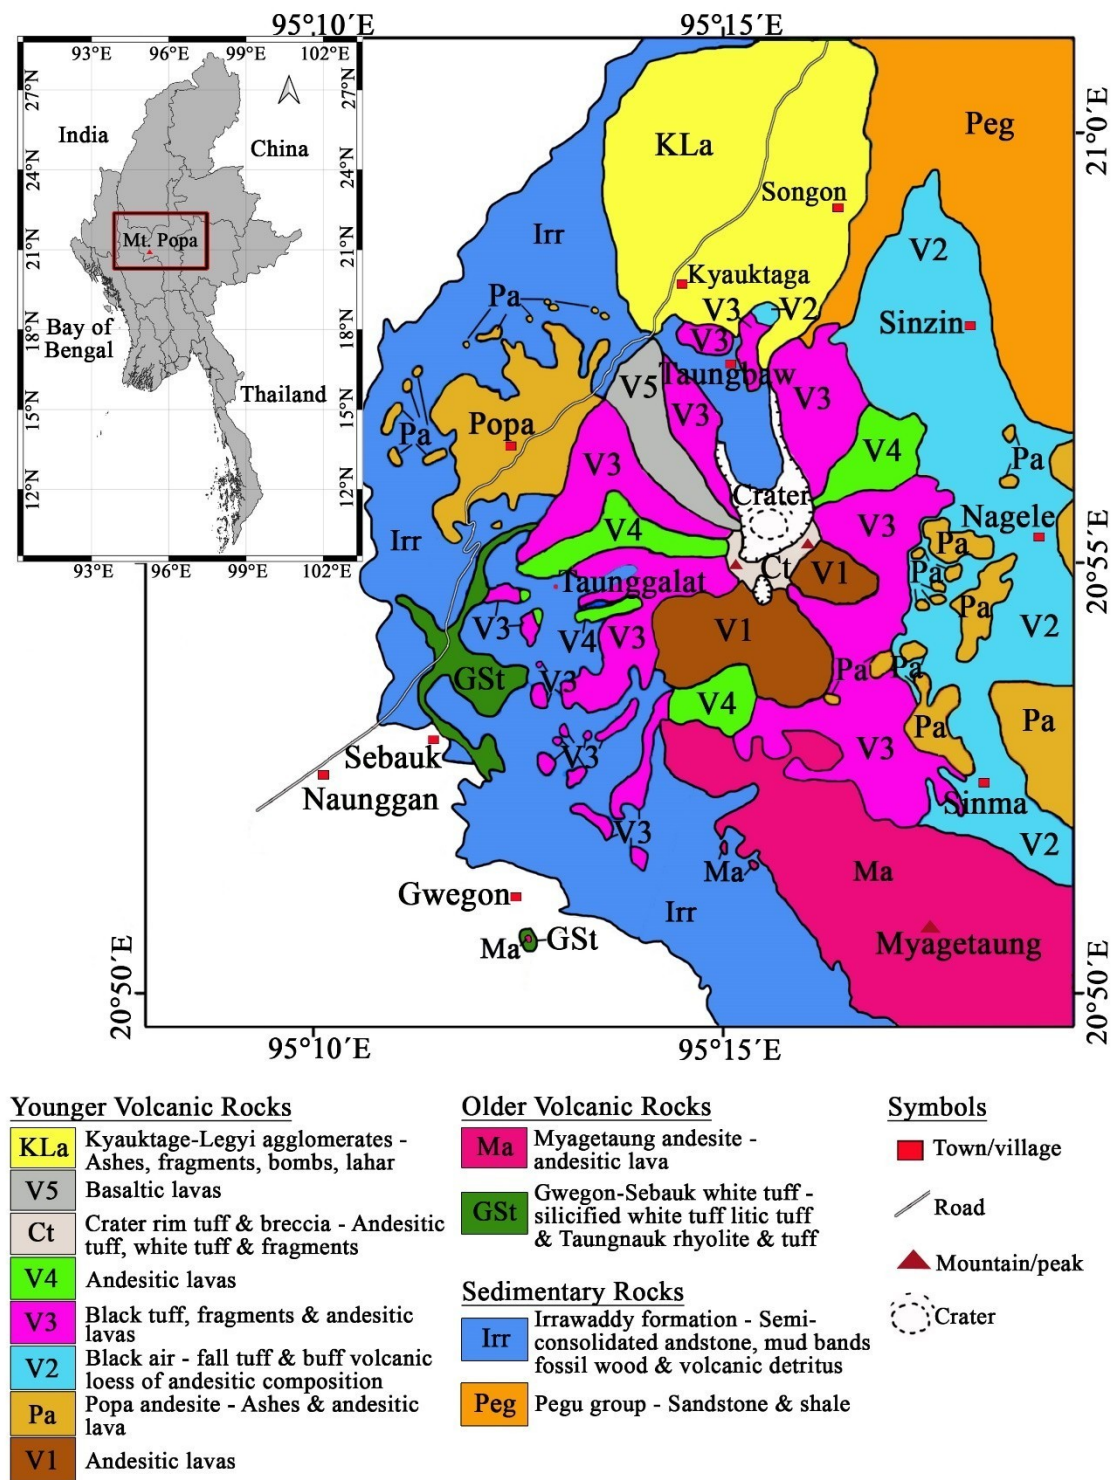 95°10´E
95°15´E
93°E
96°E
99°E
102°E
27°N
24°N
21°N
18°N
15°N
12°N
India
China
Mt. Popa
Bay of
Bengal
Thailand
93°E
96°E
99°E
102°E
21°0´E
20°55´E
20°50´E
20°50´E
KLa
Peg
Songon
Irr
V2
Kyauktaga
Pa
V3
V2
V3
Sinzin
Taungbaw
V5
V3
V3
Popa
Pa
V4
Pa
V3
Crater
Nagele
V4
V3
Irr
Pa
Ct
V1
Pa
Taunggalat
Pa
V3
V4
V3
V1
V2
GSt
V3
Pa
Pa
V4
Pa
Pa
V3
V3
Sebauk
Naunggan
Sinma
V3
V2
Ma
Ma
Gwegon
Irr
Ma
GSt
Myagetaung
95°10´E
95°15´E
Younger Volcanic Rocks
KLa
Kyauktage-Legyi agglomerates -
Ashes, fragments, bombs, lahar
V5
Basaltic lavas
Ct
Crater rim tuff & breccia - Andesitic
tuff, white tuff & fragments
V4
Andesitic lavas
V3
Black tuff, fragments & andesitic
lavas
V2
Black air - fall tuff & buff volcanic
loess of andesitic composition
Pa
Popa andesite - Ashes & andesitic
lava
V1
Andesitic lavas
Older Volcanic Rocks
Ma
Myagetaung andesite -
andesitic lava
GSt
Gwegon-Sebauk white tuff -
silicified white tuff litic tuff
& Taungnauk rhyolite & tuff
Sedimentary Rocks
Irr
Irrawaddy formation - Semi-
consolidated andstone, mud bands
fossil wood & volcanic detritus
Peg
Pegu group - Sandstone & shale
Symbols
Town/village
Road
Mountain/peak
Crater